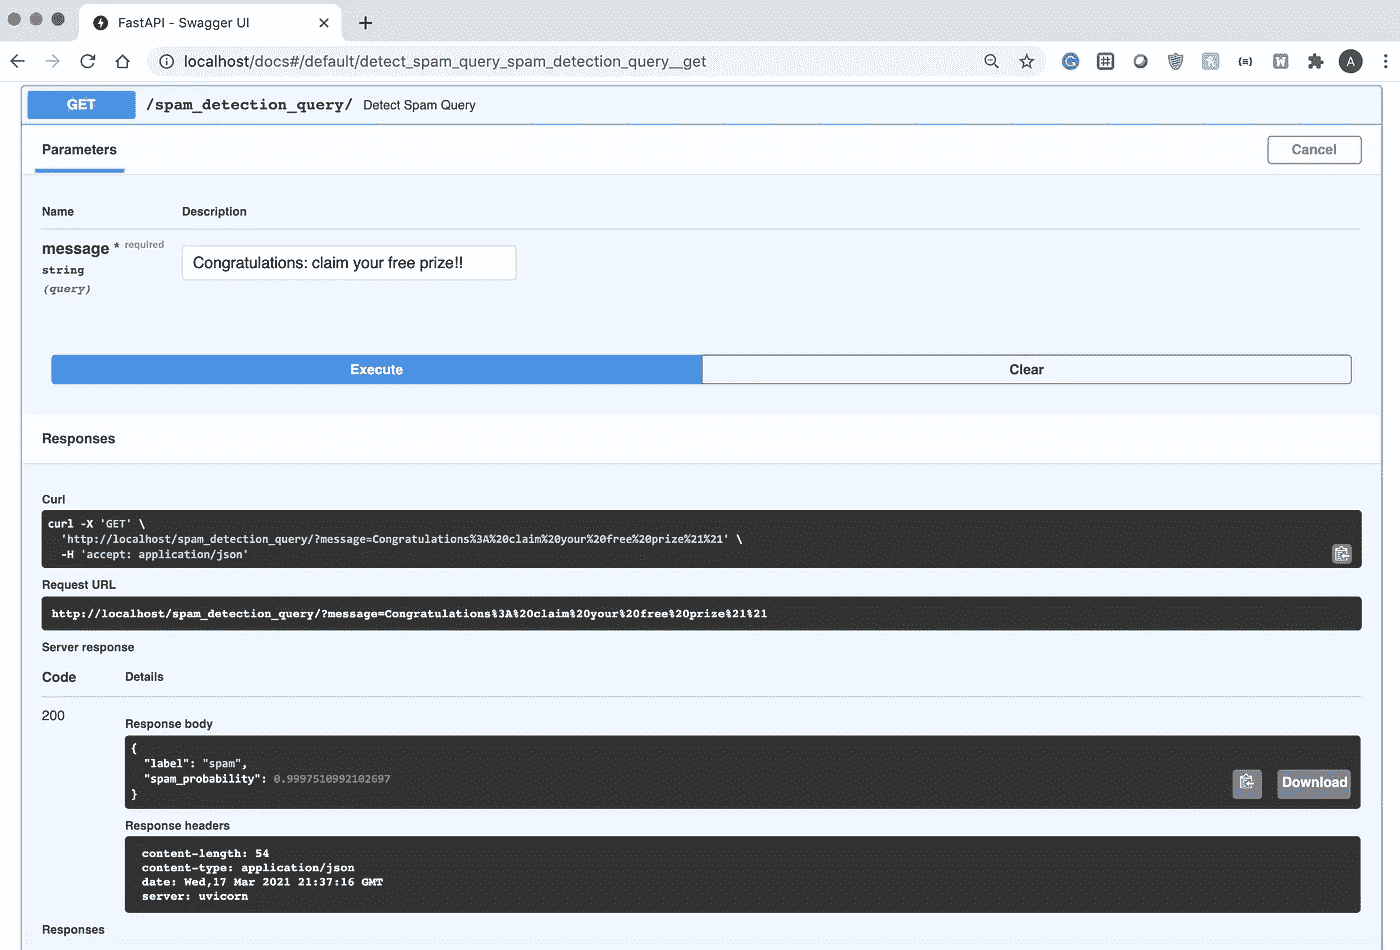 FastAPI - Swagger UI
localhost/docs#/default/detect_spam_query_spam_detection_query__get
A
GET /spam_detection_query/ Detect Spam Query
Parameters
Cancel
Name Description
message * required
string
(query)
Congratulations: claim your free prize!!
Execute Clear
Responses
Curl
curl -X 'GET' \
'http://localhost/spam_detection_query/?message=Congratulations%3A%20claim%20your%20free%20prize%21%21' \
-H 'accept: application/json'
Request URL
http://localhost/spam_detection_query/?message=Congratulations%3A%20claim%20your%20free%20prize%21%21
Server response
Code Details
200
Response body
{
"label": "spam",
"spam_probability": 0.9997510992102697
}
Download
Response headers
content-length: 54
content-type: application/json
date: Wed,17 Mar 2021 21:37:16 GMT
server: uvicorn
Responses